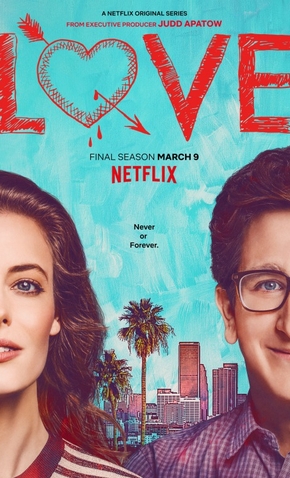 A NETFLIX ORIGINAL SERIES
FROM EXECUTIVE PRODUCER JUDD APATOW
LOVE
FINAL SEASON MARCH 9
NETFLIX
Never
or
Forever.